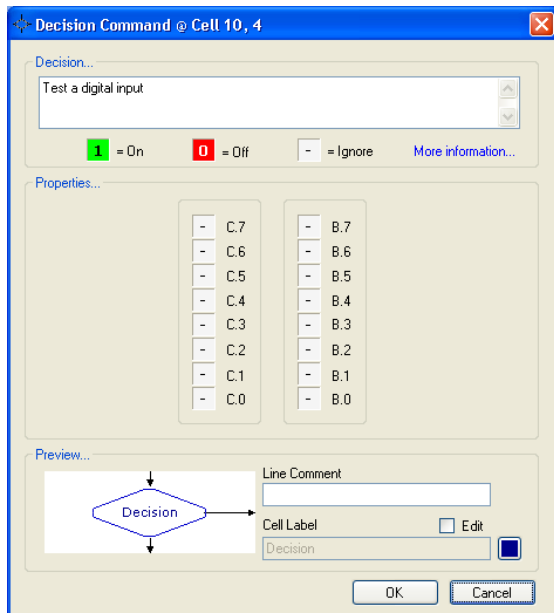 Decision Command @ Cell 10, 4
Decision...
Test a digital input
1 = On 0 = Off - = Ignore More information...
Properties...
- C.7 - B.7
- C.6 - B.6
- C.5 - B.5
- C.4 - B.4
- C.3 - B.3
- C.2 - B.2
- C.1 - B.1
- C.0 - B.0
Preview...
Decision
Line Comment
Cell Label Edit
Decision
OK Cancel